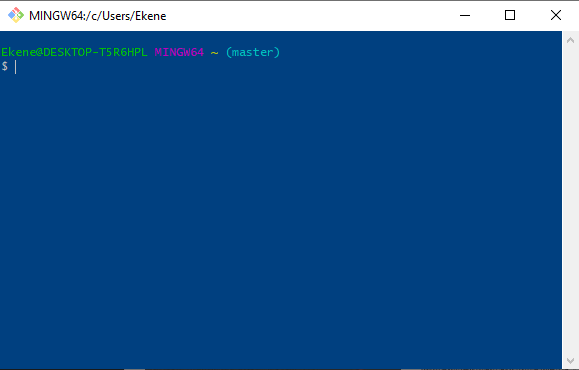 MINGW64:/c/Users/Ekene
Ekene@DESKTOP-T5R6HPL MINGW64 ~ (master)
$